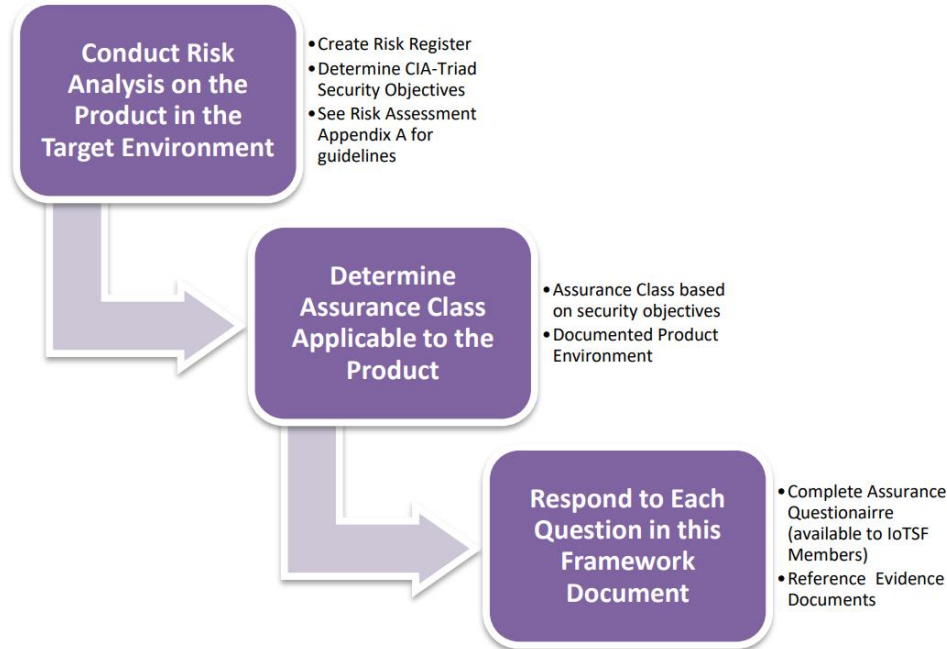 Conduct Risk
Analysis on the
Product in the
Target Environment
•Create Risk Register
•Determine CIA-Triad
Security Objectives
•See Risk Assessment
Appendix A for
guidelines
Determine
Assurance Class
Applicable to the
Product
•Assurance Class based
on security objectives
•Documented Product
Environment
Respond to Each
Question in this
Framework
Document
•Complete Assurance
Questionairre
(available to IoTSF
Members)
•Reference Evidence
Documents